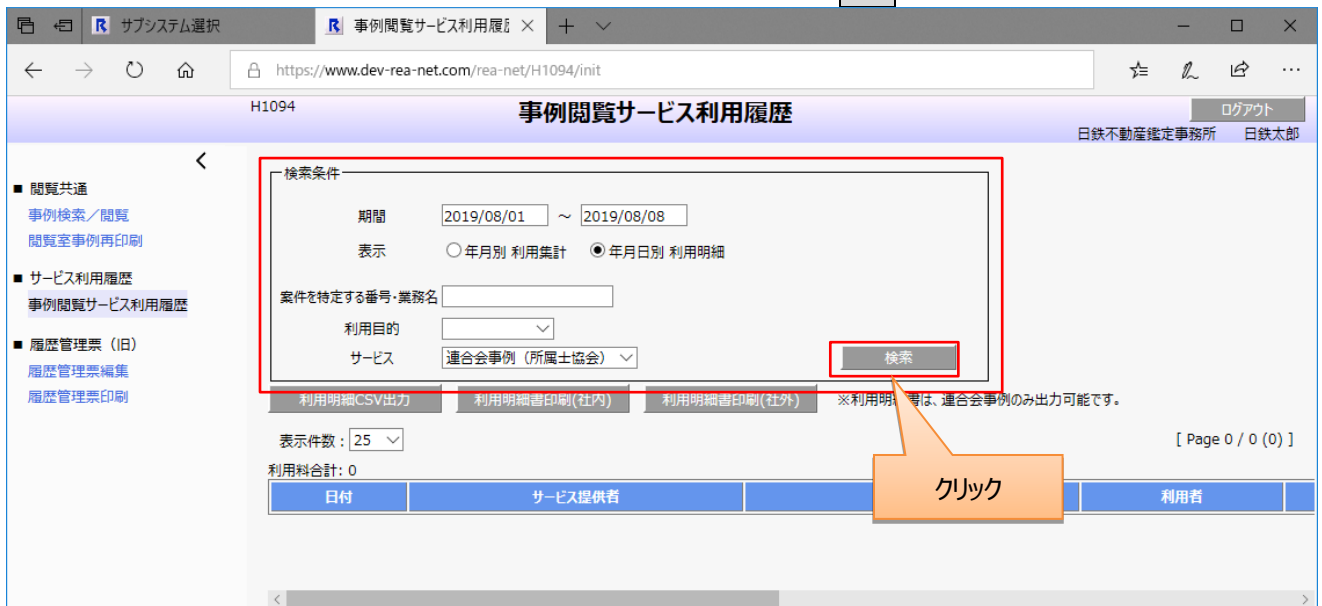 サブシステム選択
事例閲覧サービス利用履歴
https://www.dev-rea-net.com/rea-net/H1094/init
H1094
事例閲覧サービス利用履歴
ログアウト
日鉄不動産鑑定事務所 日鉄太郎
■ 閲覧共通
事例検索／閲覧
閲覧室事例再印刷
■ サービス利用履歴
事例閲覧サービス利用履歴
■ 履歴管理票（旧）
履歴管理票編集
履歴管理票印刷
検索条件
期間 2019/08/01 ～ 2019/08/08
表示 年月別 利用集計 年月日別 利用明細
案件を特定する番号・業務名
利用目的
サービス 連合会事例（所属士協会）
検索
利用明細CSV出力 利用明細書印刷(社内) 利用明細書印刷(社外) ※利用明細書は、連合会事例のみ出力可能です。
表示件数：25 [ Page 0 / 0 (0) ]
利用料合計: 0
日付 サービス提供者 利用者
クリック